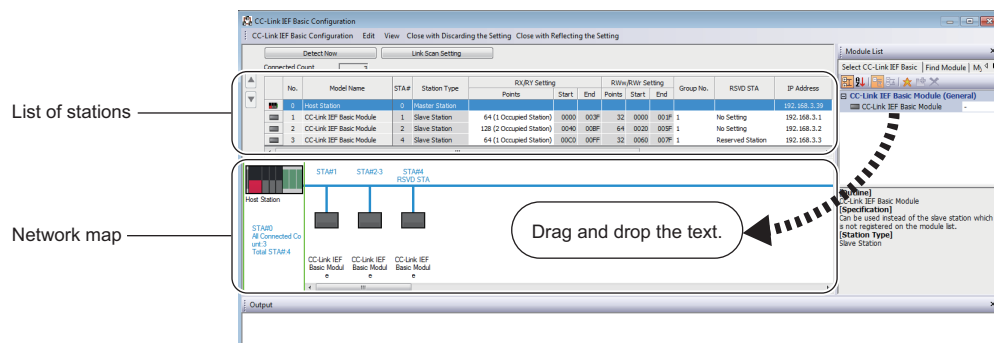 CC-Link IEF Basic Configuration
CC-Link IEF Basic Configuration Edit View Close with Discarding the Setting Close with Reflecting the Setting
Detect Now Link Scan Setting
Connected Count 3
Module List
Select CC-Link IEF Basic Find Module
CC-Link IEF Basic Module (General)
CC-Link IEF Basic Module -
List of stations
No. Model Name STA# Station Type RX/RY Setting RWw/RWr Setting Group No. RSVD STA IP Address
Points Start End Points Start End
0 Host Station 0 Master Station 192.168.3.39
1 CC-Link IEF Basic Module 1 Slave Station 64 (1 Occupied Station) 0000 003F 32 0000 001F 1 No Setting 192.168.3.1
2 CC-Link IEF Basic Module 2 Slave Station 128 (2 Occupied Station) 0040 00BF 64 0020 005F 1 No Setting 192.168.3.2
3 CC-Link IEF Basic Module 4 Slave Station 64 (1 Occupied Station) 00C0 00FF 32 0060 007F 1 Reserved Station 192.168.3.3
Network map
STA#1 STA#2-3 STA#4
RSVD STA
Host Station
STA#0
All Connected Co
unt:3
Total STA#:4
CC-Link IEF
Basic Modul
e
CC-Link IEF
Basic Modul
e
CC-Link IEF
Basic Modul
e
Drag and drop the text.
[Outline]
CC-Link IEF Basic Module
[Specification]
Can be used instead of the slave station which
is not registered on the module list.
[Station Type]
Slave Station
Output